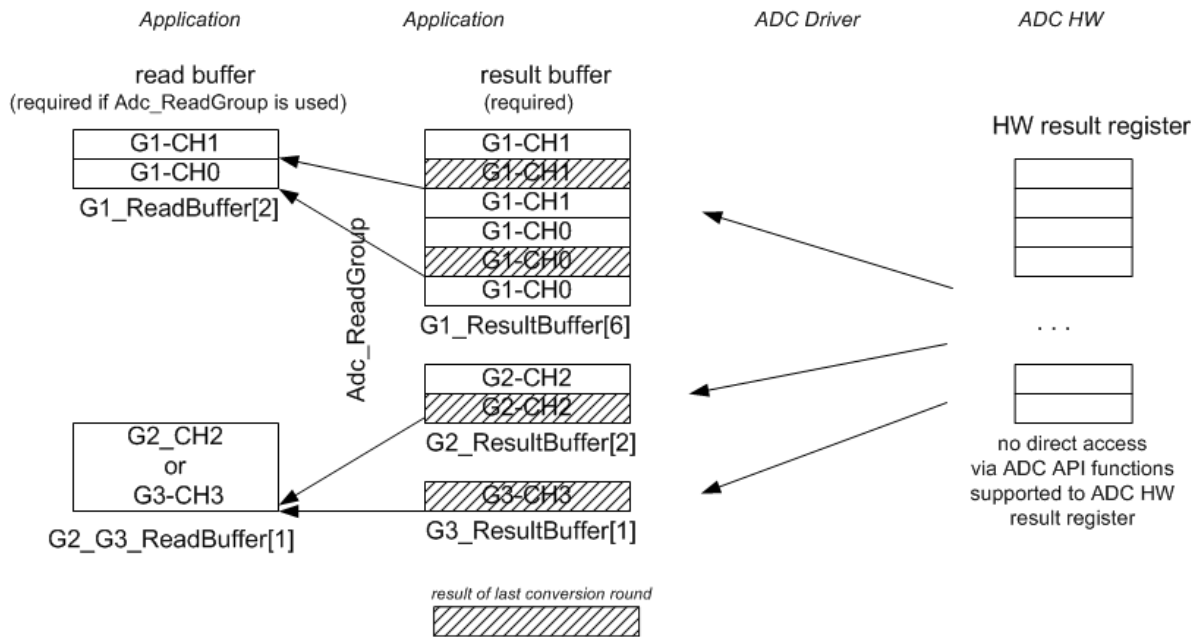 Application
Application
ADC Driver
ADC HW
read buffer
(required if Adc_ReadGroup is used)
G1-CH1
G1-CH0
G1_ReadBuffer[2]
Adc_ReadGroup
G2_CH2
or
G3-CH3
G2_G3_ReadBuffer[1]
result buffer
(required)
G1-CH1
G1-CH1
G1-CH1
G1-CH0
G1-CH0
G1-CH0
G1_ResultBuffer[6]
G2-CH2
G2-CH2
G2_ResultBuffer[2]
G3-CH3
G3_ResultBuffer[1]
result of last conversion round
HW result register
. . .
no direct access
via ADC API functions
supported to ADC HW
result register